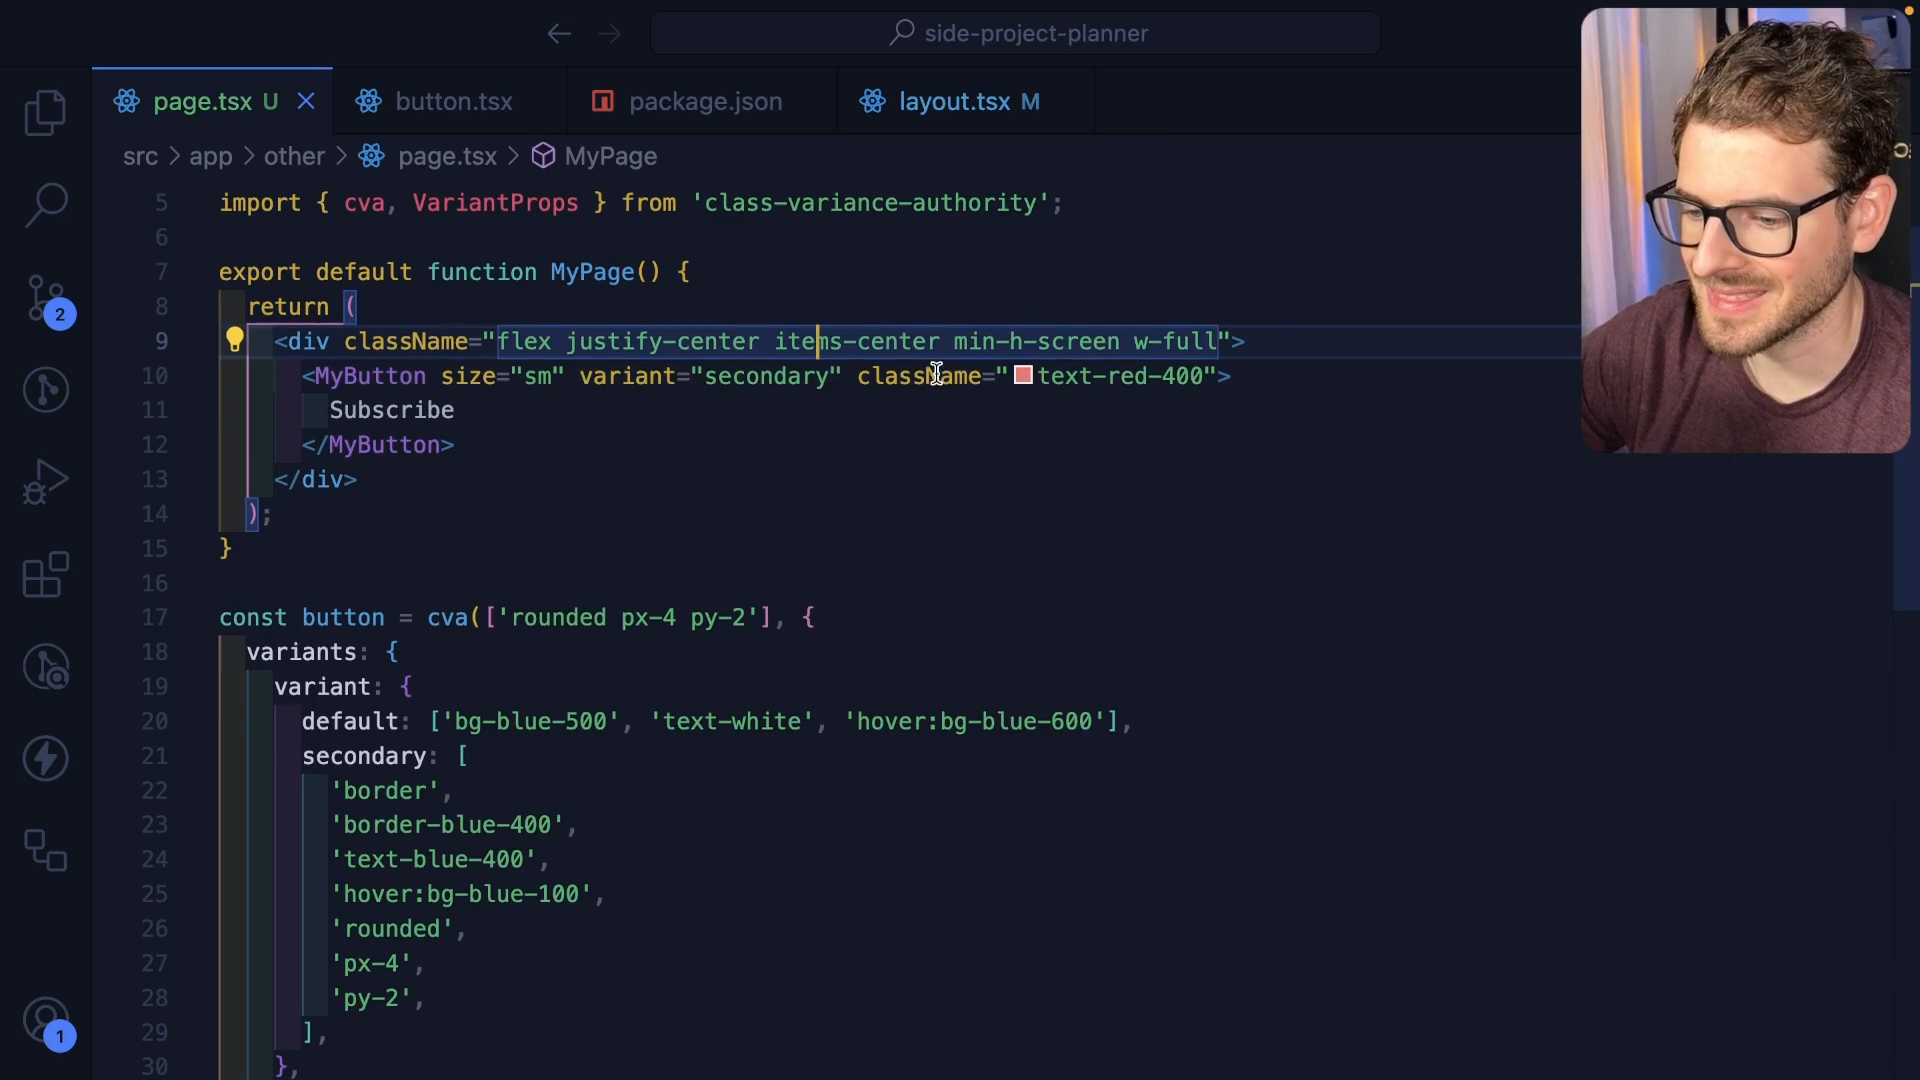 side-project-planner
page.tsx U
button.tsx
package.json
layout.tsx M
src > app > other > page.tsx > MyPage
5 import { cva, VariantProps } from 'class-variance-authority';
6
7 export default function MyPage() {
8 return (
9 <div className="flex justify-center items-center min-h-screen w-full">
10 <MyButton size="sm" variant="secondary" className="text-red-400">
11 Subscribe
12 </MyButton>
13 </div>
14 );
15 }
16
17 const button = cva(['rounded px-4 py-2'], {
18 variants: {
19 variant: {
20 default: ['bg-blue-500', 'text-white', 'hover:bg-blue-600'],
21 secondary: [
22 'border',
23 'border-blue-400',
24 'text-blue-400',
25 'hover:bg-blue-100',
26 'rounded',
27 'px-4',
28 'py-2',
29 ],
30 },
2
1